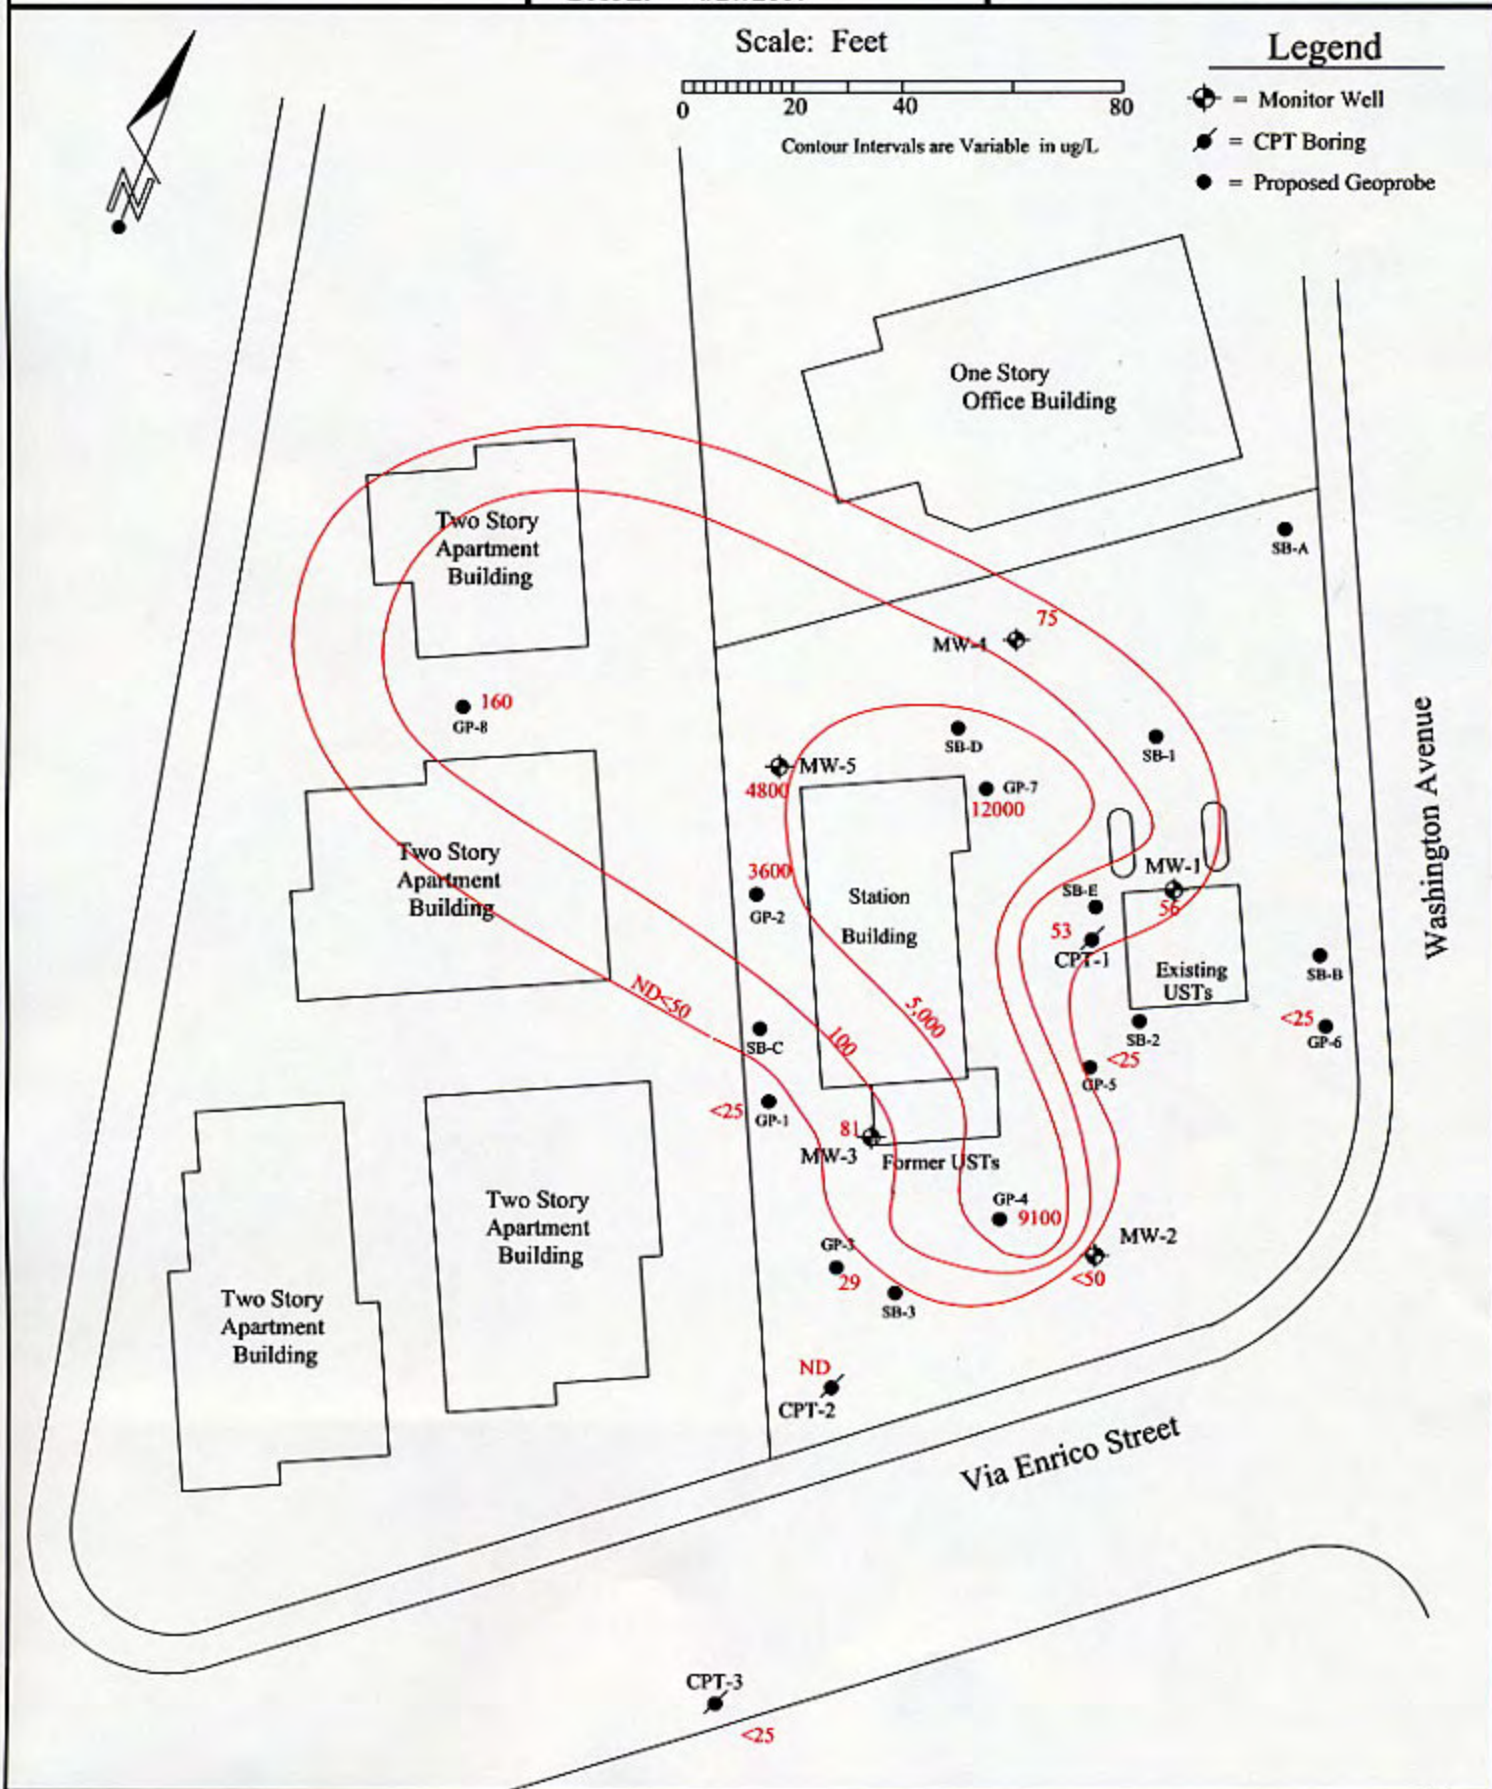 Scale: Feet
0 20 40 80
Contour Intervals are Variable in ug/L
Legend
= Monitor Well
= CPT Boring
= Proposed Geoprobe
N
One Story
Office Building
Two Story
Apartment
Building
SB-A
75
MW-4
160
GP-8
SB-D
SB-1
MW-5
4800
GP-7
12000
Washington Avenue
Two Story
Apartment
Building
3600
GP-2
Station
Building
MW-1
56
SB-E
53
CPT-1
Existing
USTs
SB-B
<25
GP-6
ND<50
5,000
100
SB-C
SB-2
<25
GP-5
<25
GP-1
81
MW-3
Former USTs
GP-4
9100
MW-2
<50
GP-3
29
SB-3
Two Story
Apartment
Building
Two Story
Apartment
Building
ND
CPT-2
Via Enrico Street
CPT-3
<25